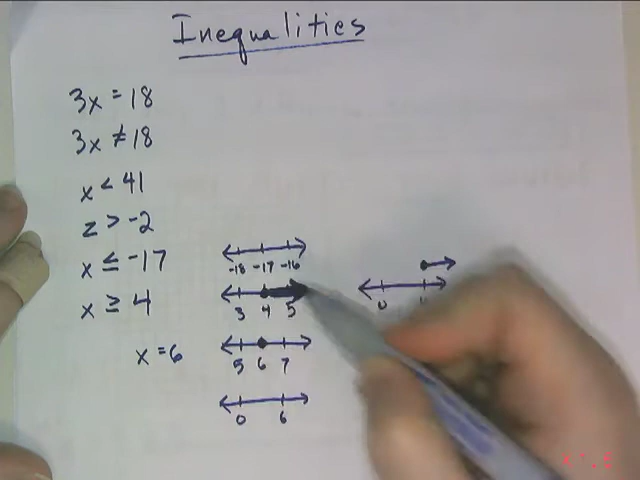 Inequalities
3x = 18
3x ≠ 18
x < 41
z > -2
x ≤ -17
-18 -17 -16
x ≥ 4
3 4 5
0
x = 6
5 6 7
0 6